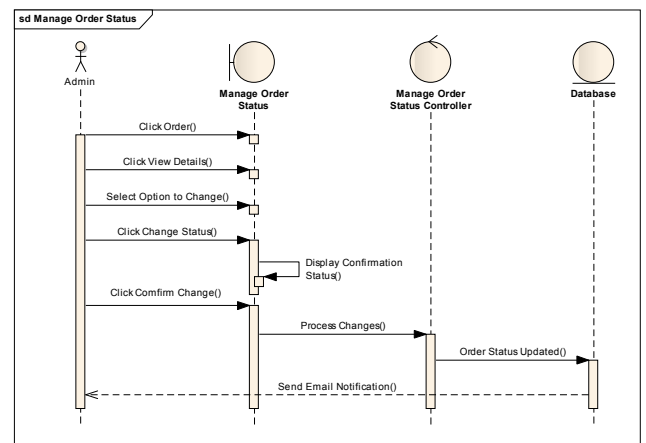 sd Manage Order Status
Admin
Manage Order
Status
Manage Order
Status Controller
Database
Click Order()
Click View Details()
Select Option to Change()
Click Change Status()
Display Confirmation
Status()
Click Comfirm Change()
Process Changes()
Order Status Updated()
Send Email Notification()